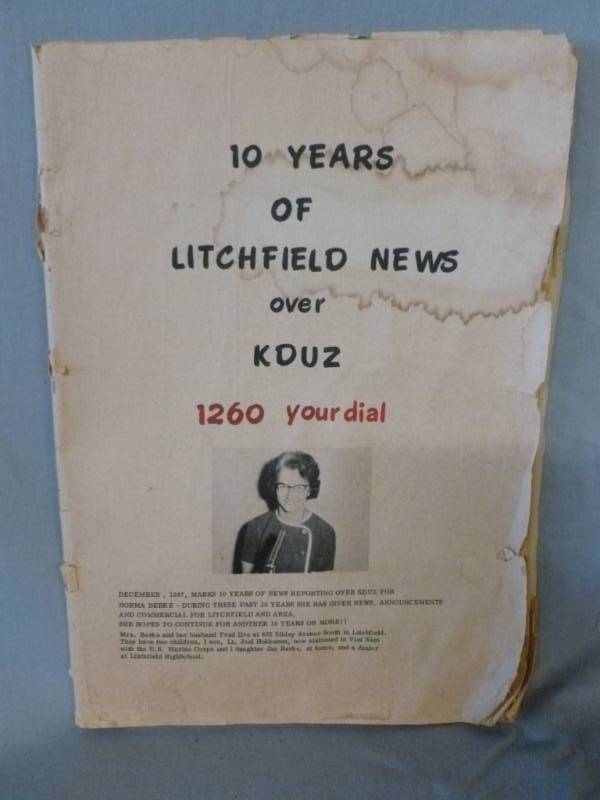 10 YEARS
OF
LITCHFIELD NEWS
over
KDUZ
1260 your dial
DECEMBER , 1967, MARKS 10 YEARS OF NEWS REPORTING OVER KDUZ FOR
NORMA BERKE - DURING THESE PAST 10 YEARS SHE HAS GIVEN NEWS, ANNOUNCEMENTS
AND COMMERCIAL FOR LITCHFIELD AND AREA.
SHE HOPES TO CONTINUE FOR ANOTHER 10 YEARS OR MORE!!
Mrs. Berke and her husband Fred live at 655 Sibley Avenue South in Litchfield.
They have two children, 1 son, Lt. Joel Hokkanen, now stationed in Viet Nam
with the U.S. Marine Corps and 1 daughter Jan Berke, at home, and a Junior
at Litchfield HighSchool.